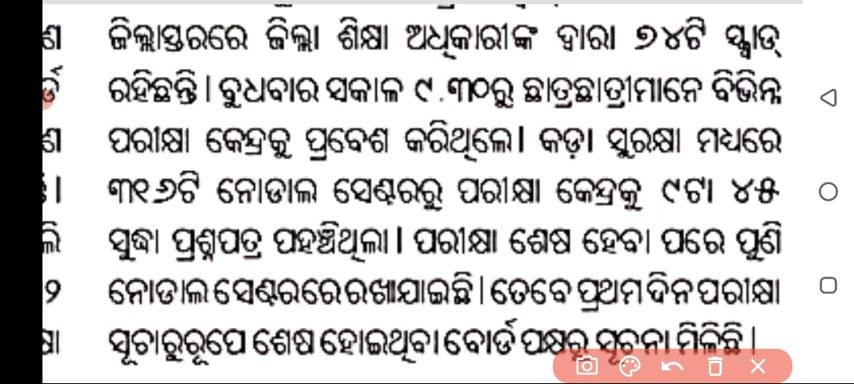 ଣ ଜିଲ୍ଲାସ୍ତରରେ ଜିଲ୍ଲା ଶିକ୍ଷା ଅଧିକାରୀଙ୍କ ଦ୍ୱାରା ୭୪ଟି ସ୍କ୍ୱାଡ୍
ର୍ଡ ରହିଛନ୍ତି । ବୁଧବାର ସକାଳ ୯.୩୦ରୁ ଛାତ୍ରଛାତ୍ରୀମାନେ ବିଭିନ୍ନ
ଣ ପରୀକ୍ଷା କେନ୍ଦ୍ରକୁ ପ୍ରବେଶ କରିଥିଲେ। କଡ଼ା ସୁରକ୍ଷା ମଧ୍ୟରେ
୩୧୬ଟି ନୋଡାଲ ସେଣ୍ଟରରୁ ପରୀକ୍ଷା କେନ୍ଦ୍ରକୁ ୯ଟା ୪୫
ଲି ସୁଦ୍ଧା ପ୍ରଶ୍ନପତ୍ର ପହଞ୍ଚିଥିଲା। ପରୀକ୍ଷା ଶେଷ ହେବା ପରେ ପୁଣି
୨ ନୋଡାଲ ସେଣ୍ଟରରେ ରଖାଯାଇଛି । ତେବେ ପ୍ରଥମ ଦିନ ପରୀକ୍ଷା
ଷା ସୂଚାରୁରୂପେ ଶେଷ ହୋଇଥିବା ବୋର୍ଡ ପକ୍ଷରୁ ସୂଚନା ମିଳିଛି ।